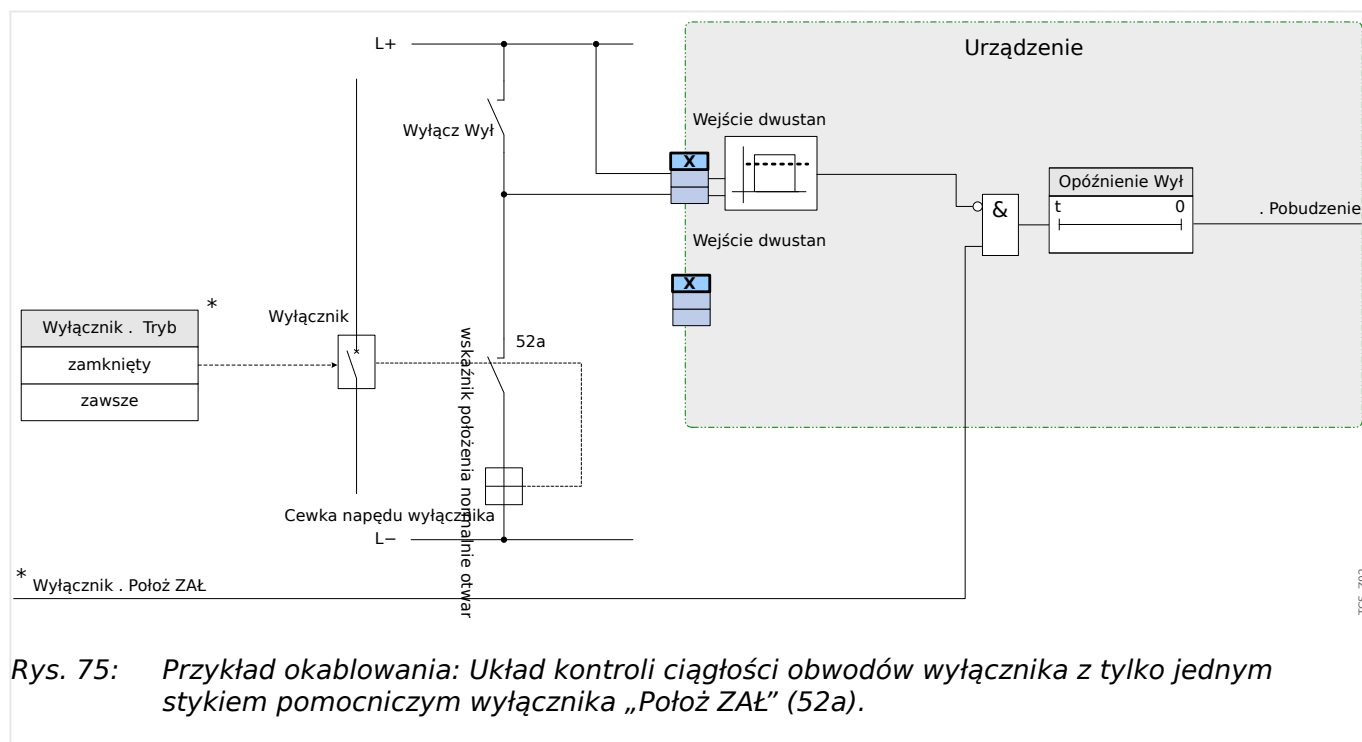 L+
Urządzenie
Wejście dwustan
Wyłącz Wył
X
Opóźnienie Wył
&
t 0
. Pobudzenie
Wejście dwustan
X
*
Wyłącznik
Wyłącznik . Tryb
52a
zamknięty
zawsze
wskaźnik położenia normalnie otwar
Cewka napędu wyłącznika
L−
* Wyłącznik . Położ ZAŁ
Rys. 75: Przykład okablowania: Układ kontroli ciągłości obwodów wyłącznika z tylko jednym
stykiem pomocniczym wyłącznika „Położ ZAŁ” (52a).